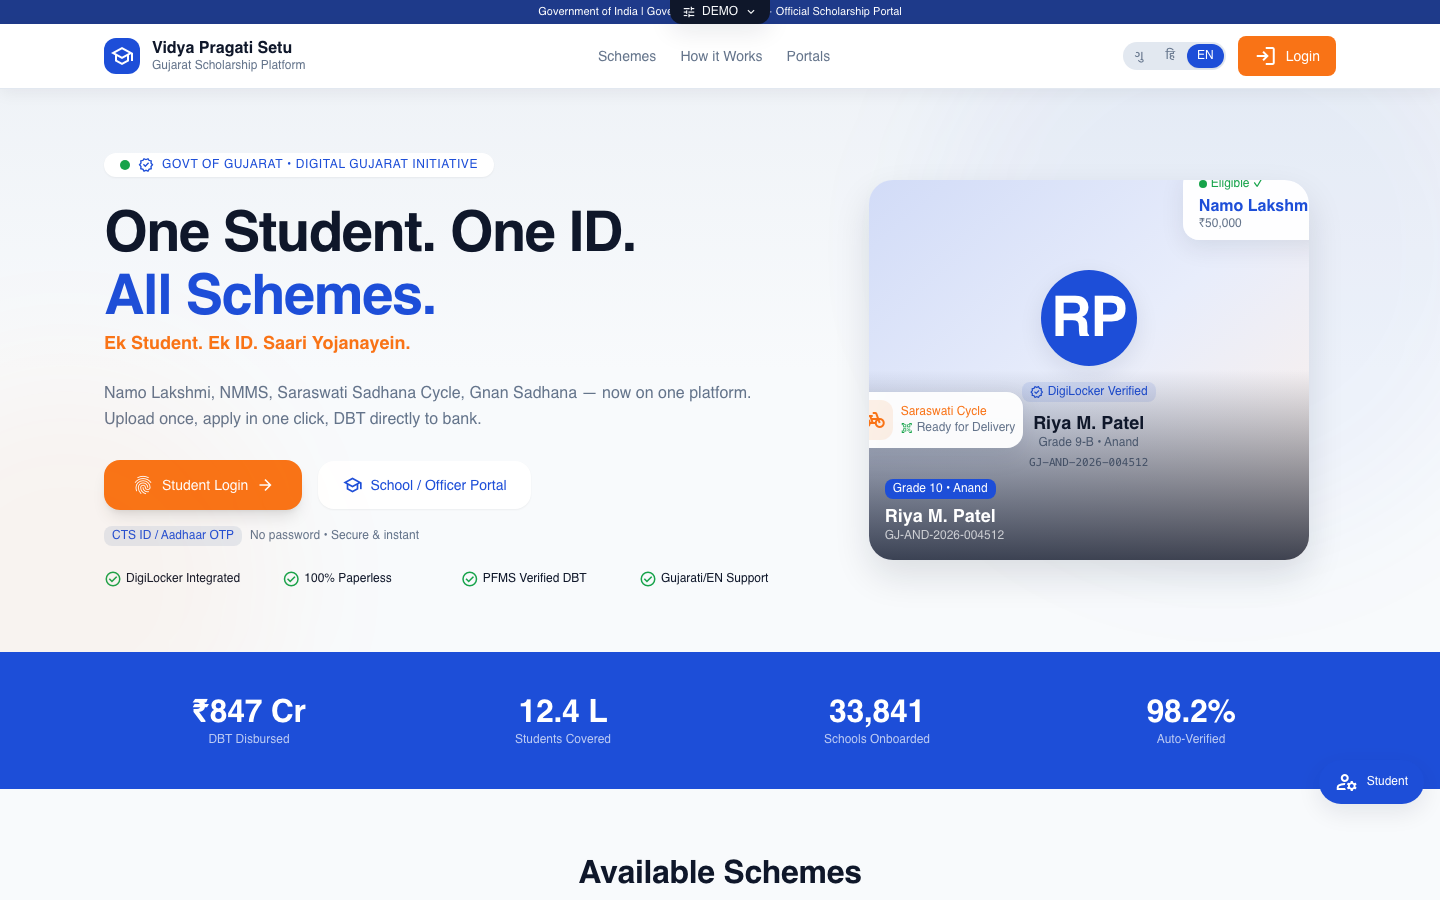 Government of India | Gove
DEMO
Official Scholarship Portal
Vidya Pragati Setu
Gujarat Scholarship Platform
Schemes
How it Works
Portals
ગુ
हि
EN
Login
GOVT OF GUJARAT • DIGITAL GUJARAT INITIATIVE
One Student. One ID.
All Schemes.
Ek Student. Ek ID. Saari Yojanayein.
Namo Lakshmi, NMMS, Saraswati Sadhana Cycle, Gnan Sadhana — now on one platform.
Upload once, apply in one click, DBT directly to bank.
Student Login
School / Officer Portal
CTS ID / Aadhaar OTP
No password • Secure & instant
DigiLocker Integrated
100% Paperless
PFMS Verified DBT
Gujarati/EN Support
Eligible ✓
Namo Lakshm
₹50,000
RP
DigiLocker Verified
Saraswati Cycle
Ready for Delivery
Riya M. Patel
Grade 9-B • Anand
GJ-AND-2026-004512
Grade 10 • Anand
Riya M. Patel
GJ-AND-2026-004512
₹847 Cr
DBT Disbursed
12.4 L
Students Covered
33,841
Schools Onboarded
98.2%
Auto-Verified
Student
Available Schemes